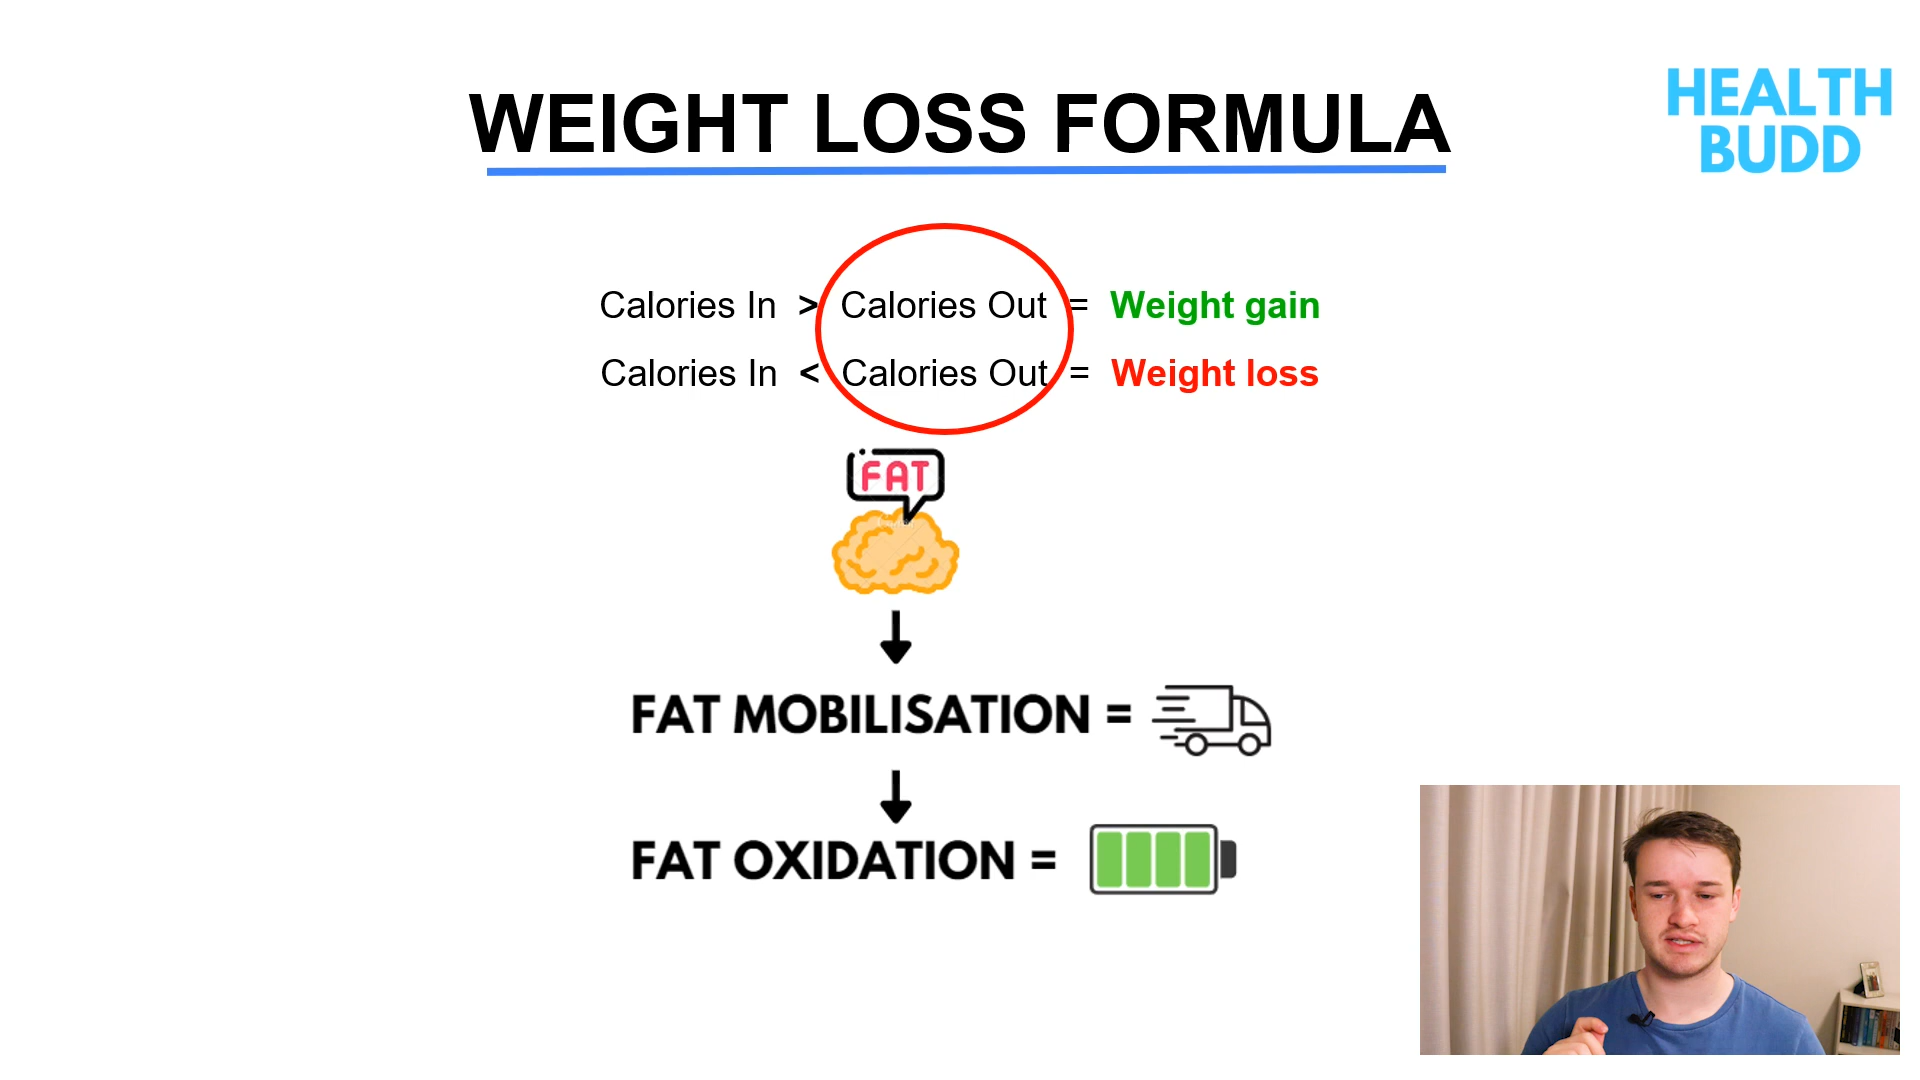 WEIGHT LOSS FORMULA
HEALTH
BUDD
Calories In > Calories Out = Weight gain
Calories In < Calories Out = Weight loss
FAT
FAT MOBILISATION =
FAT OXIDATION =